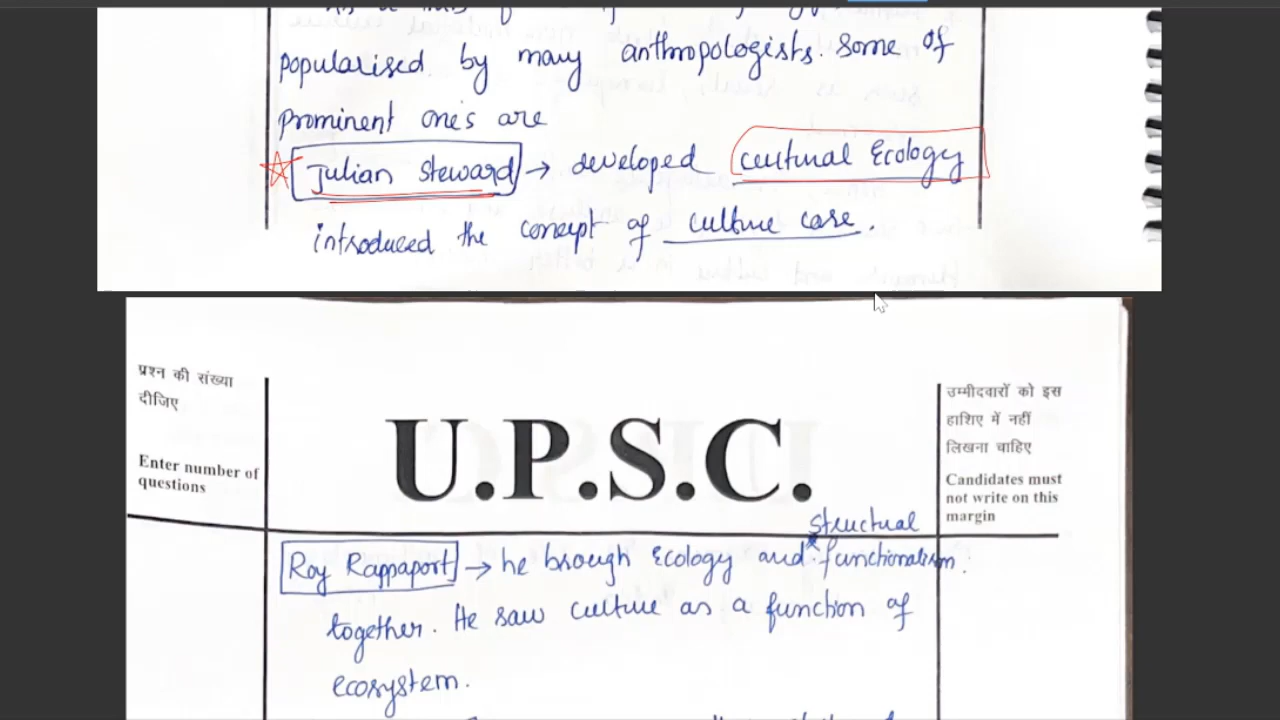 popularised by many anthropologists. Some of
prominent one's are
Julian Steward → developed Cultural Ecology
introduced the concept of culture core.
प्रश्न की संख्या
दीजिए
Enter number of
questions
U.P.S.C.
उम्मीदवारों को इस
हाशिए में नहीं
लिखना चाहिए
Candidates must
not write on this
margin
structual
Roy Rappaport → he brough Ecology and functionalism.
together. He saw culture as a function of
ecosystem.